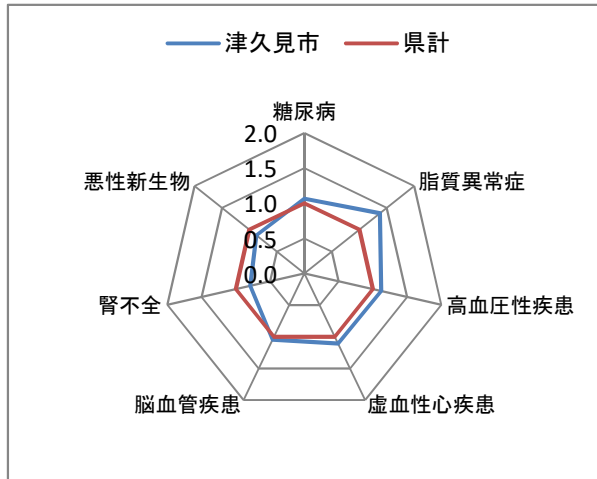 津久見市 県計
糖尿病
2.0
1.5
1.0
0.5
0.0
脂質異常症
高血圧性疾患
虚血性心疾患
脳血管疾患
腎不全
悪性新生物